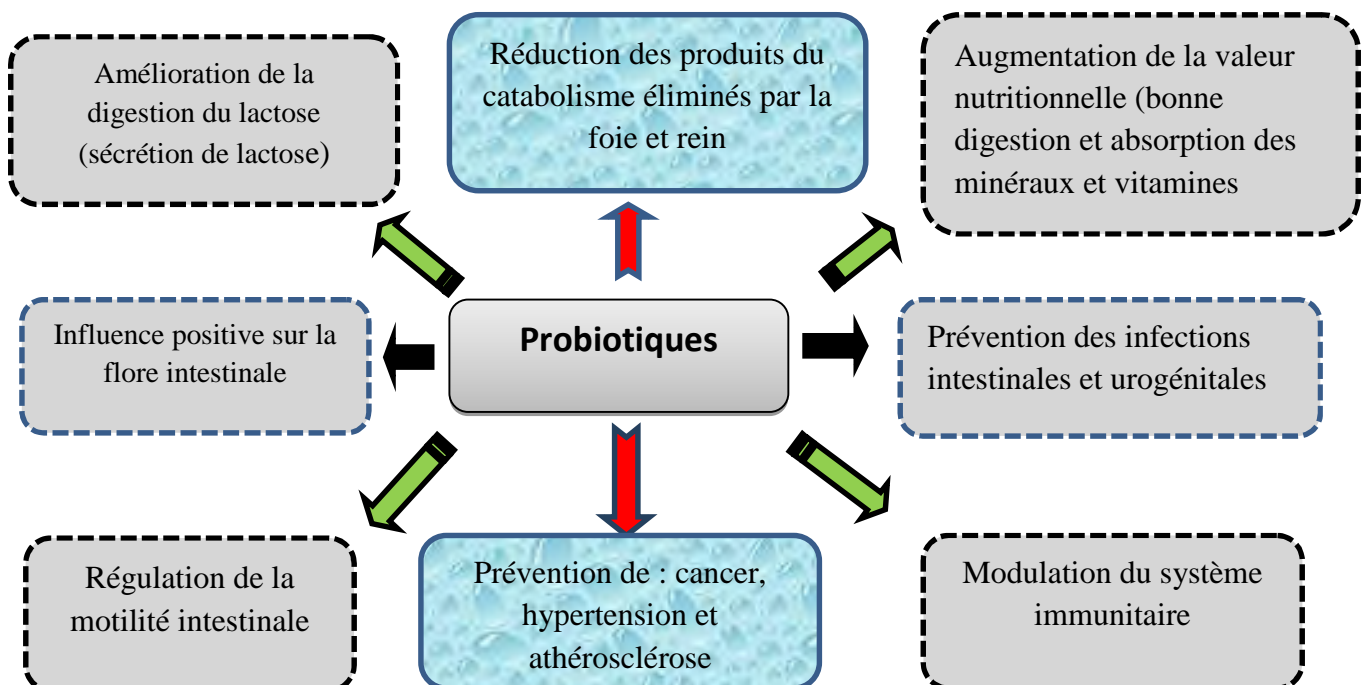 Amélioration de la
digestion du lactose
(sécrétion de lactose)
Réduction des produits du
catabolisme éliminés par la
foie et rein
Augmentation de la valeur
nutritionnelle (bonne
digestion et absorption des
minéraux et vitamines
Influence positive sur la
flore intestinale
Probiotiques
Prévention des infections
intestinales et urogénitales
Régulation de la
motilité intestinale
Prévention de : cancer,
hypertension et
athérosclérose
Modulation du système
immunitaire